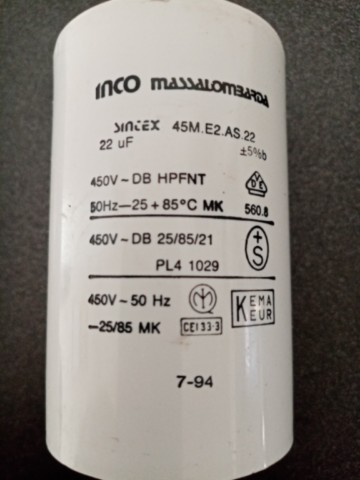 INCO MASSALOMBARDA
SINTEX 45M.E2.AS.22
22 uF ±5%
450V~DB HPFNT
50Hz—25+85°C MK 560.8
VDE
450V~DB 25/85/21
+S
PL4 1029
450V~50 Hz
—25/85 MK CEI 33-3
KEMA
KEUR
7-94